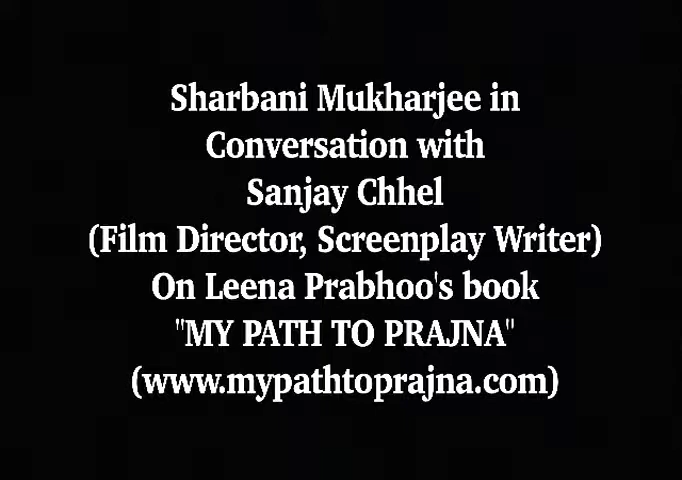 Sharbani Mukharjee in
Conversation with
Sanjay Chhel
(Film Director, Screenplay Writer)
On Leena Prabhoo's book
"MY PATH TO PRAJNA"
(www.mypathtoprajna.com)